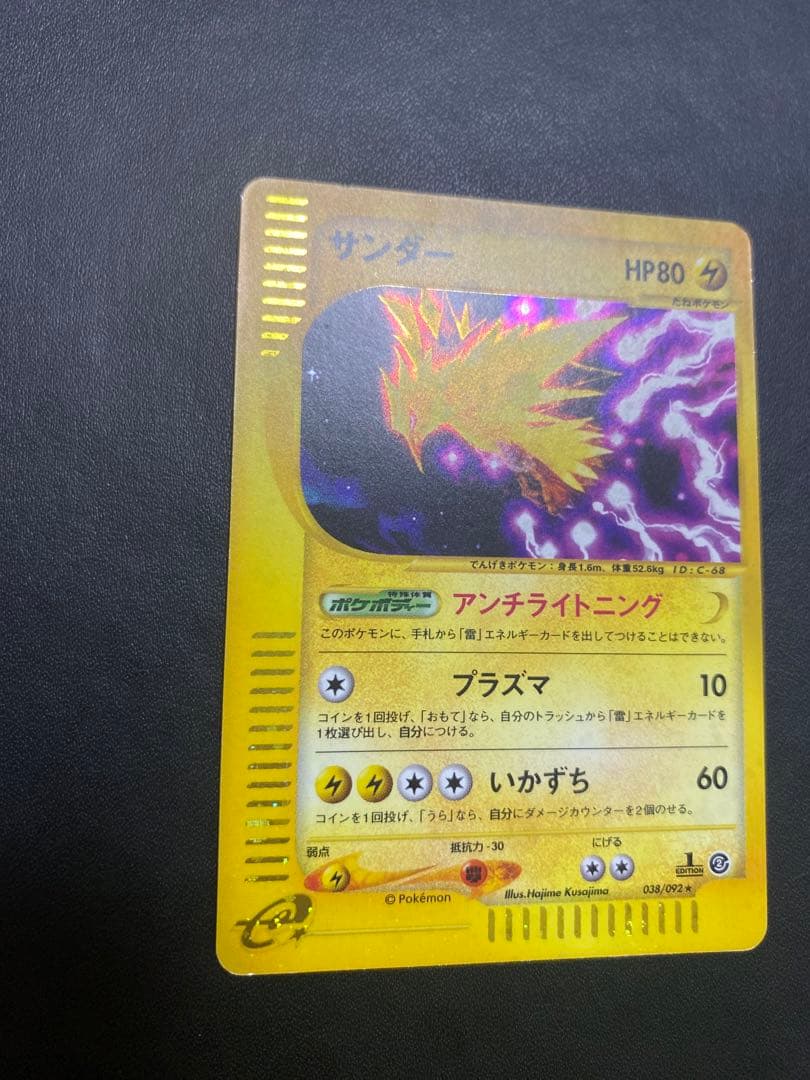 サンダー
HP80
たねポケモン
でんげきポケモン：身長1.6m、体重52.6kg ID:C-68
特殊体質
ポケボディー アンチライトニング
このポケモンに、手札から「雷」エネルギーカードを出してつけることはできない。
プラズマ 10
コインを1回投げ、「おもて」なら、自分のトラッシュから「雷」エネルギーカードを
1枚選び出し、自分につける。
いかずち 60
コインを1回投げ、「うら」なら、自分にダメージカウンターを2個のせる。
弱点 抵抗力-30 にげる
1 EDITION
© Pokémon Illus.Hajime Kusajima 038/092★
e